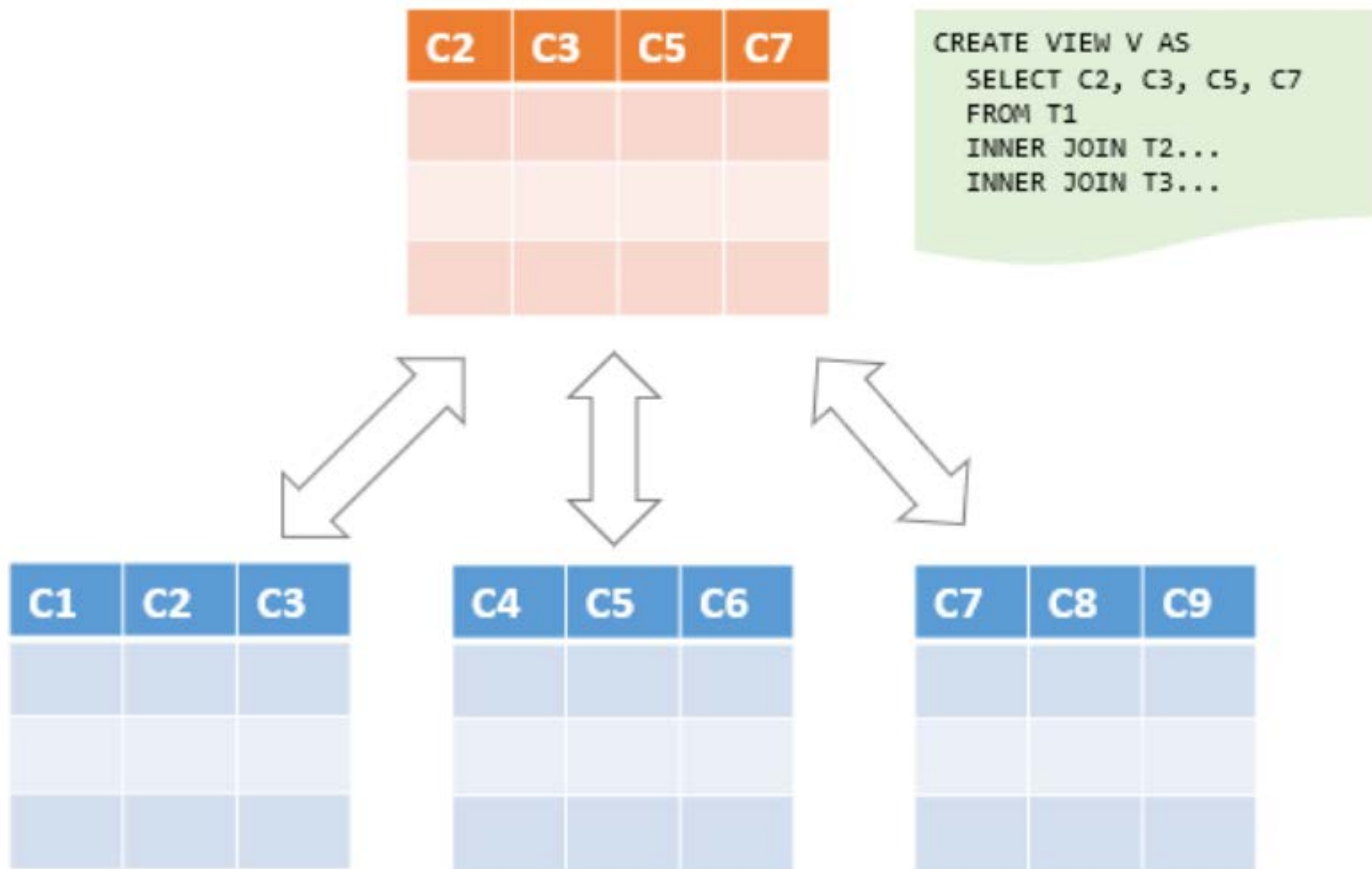 C2 C3 C5 C7
CREATE VIEW V AS
SELECT C2, C3, C5, C7
FROM T1
INNER JOIN T2...
INNER JOIN T3...
C1 C2 C3
C4 C5 C6
C7 C8 C9